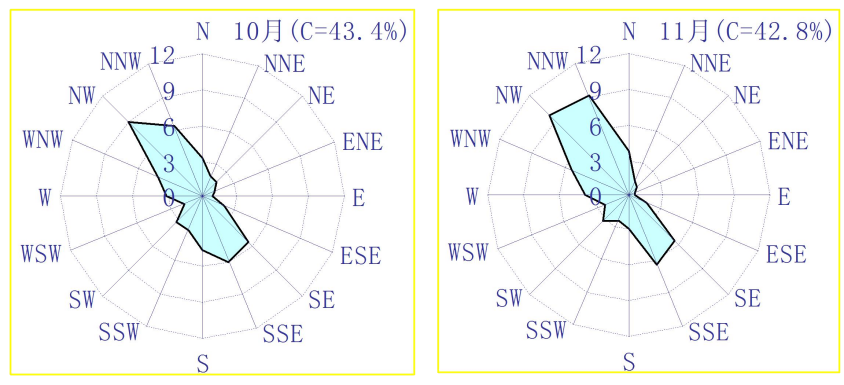 10月(C=43.4%)
N
NNE
NE
ENE
E
ESE
SE
SSE
S
SSW
SW
WSW
W
WNW
NW
NNW
12
9
6
3
0
11月(C=42.8%)
N
NNE
NE
ENE
E
ESE
SE
SSE
S
SSW
SW
WSW
W
WNW
NW
NNW
12
9
6
3
0